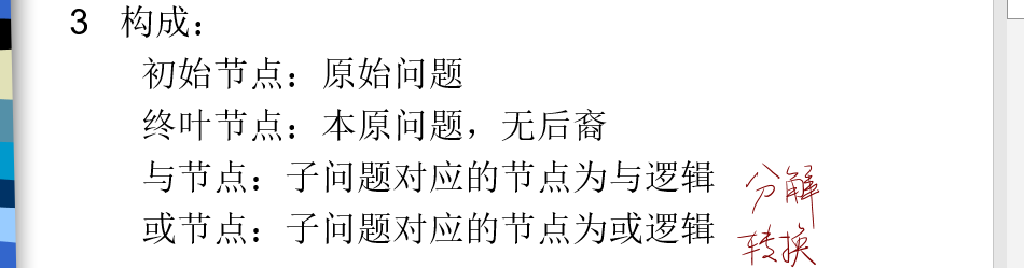 3 构成：
初始节点：原始问题
终叶节点：本原问题，无后裔
与节点：子问题对应的节点为与逻辑 分解
或节点：子问题对应的节点为或逻辑 转换